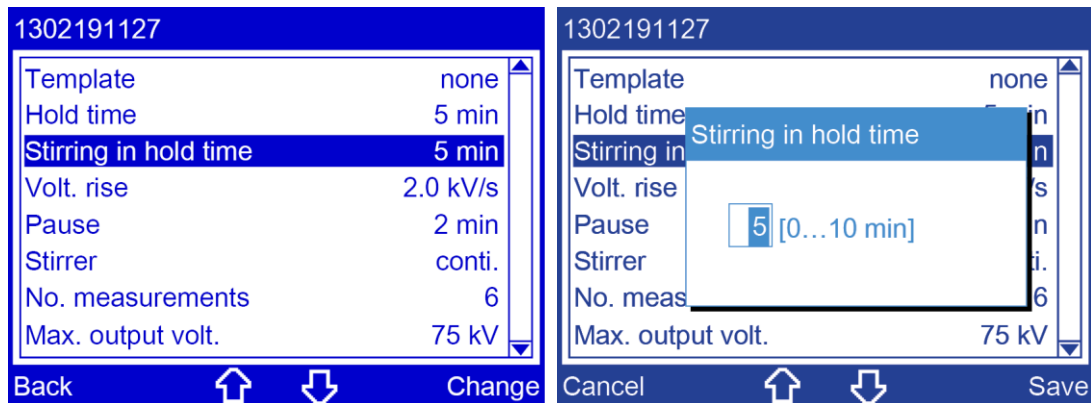 1302191127
Template none
Hold time 5 min
Stirring in hold time 5 min
Volt. rise 2.0 kV/s
Pause 2 min
Stirrer conti.
No. measurements 6
Max. output volt. 75 kV
Back Change
1302191127
Template none
Hold time
Stirring in hold time
Stirring in
Volt. rise
5 [0...10 min]
Pause
Stirrer
No. meas 6
Max. output volt. 75 kV
Cancel Save